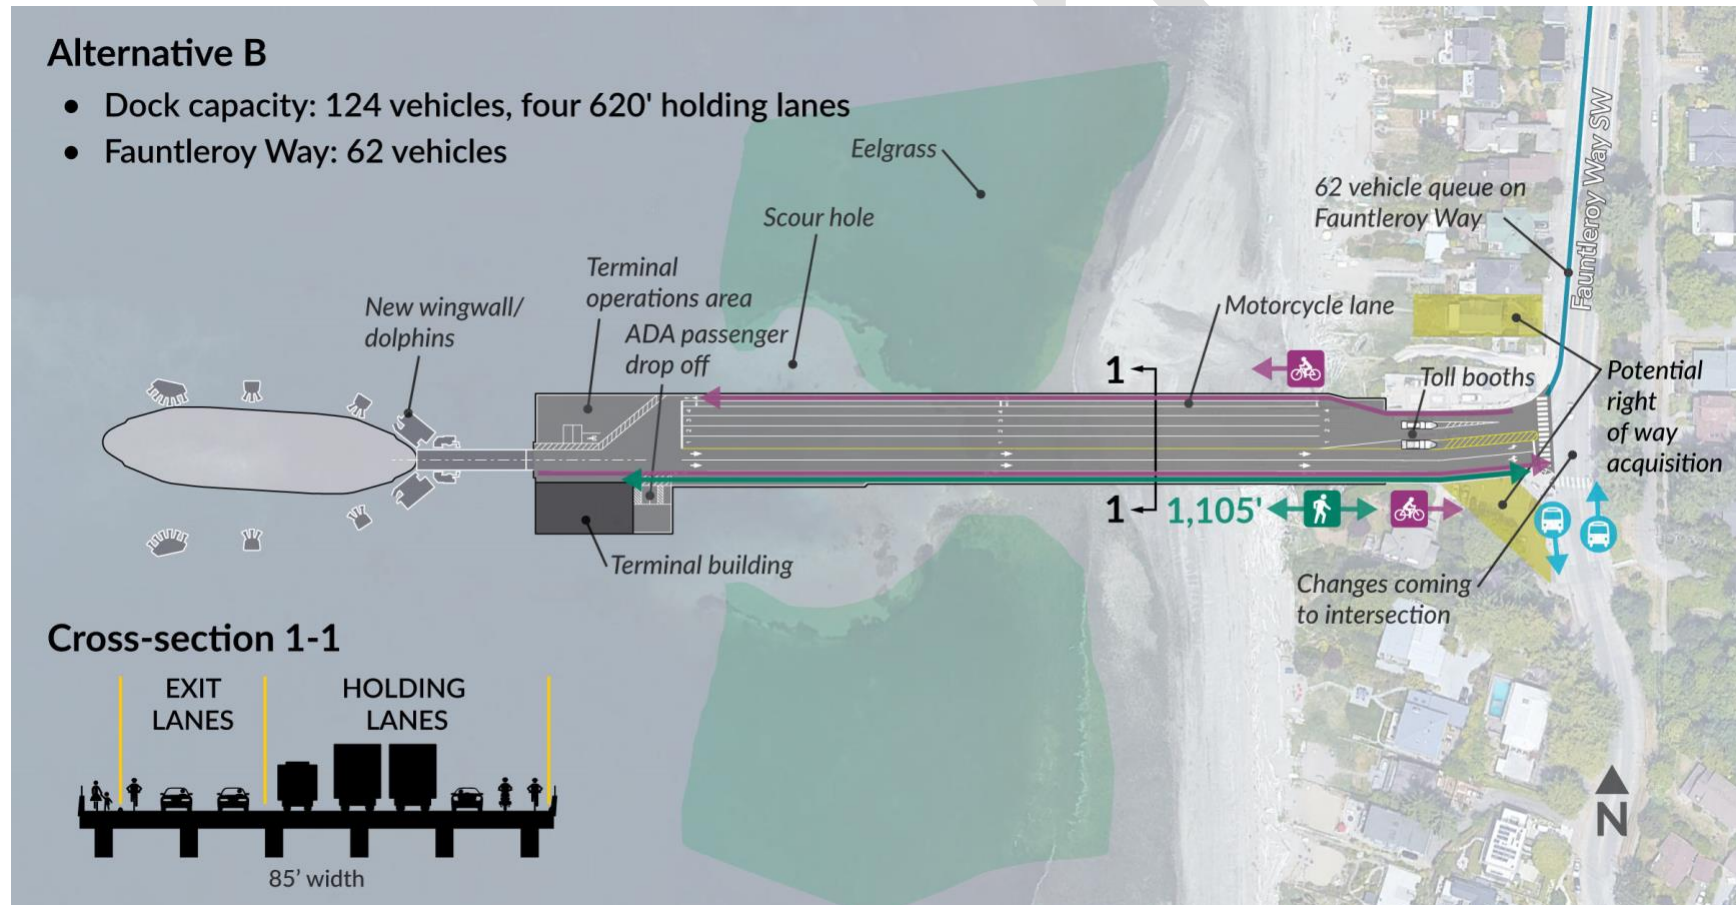 Alternative B
• Dock capacity: 124 vehicles, four 620' holding lanes
• Fauntleroy Way: 62 vehicles
Eelgrass
Scour hole
Terminal
operations area
ADA passenger
drop off
New wingwall/
dolphins
62 vehicle queue on
Fauntleroy Way
Fauntleroy Way SW
Motorcycle lane
Toll booths
Potential
right
of way
acquisition
1
1
1,105'
Terminal building
Changes coming
to intersection
Cross-section 1-1
EXIT
LANES
HOLDING
LANES
85' width
N